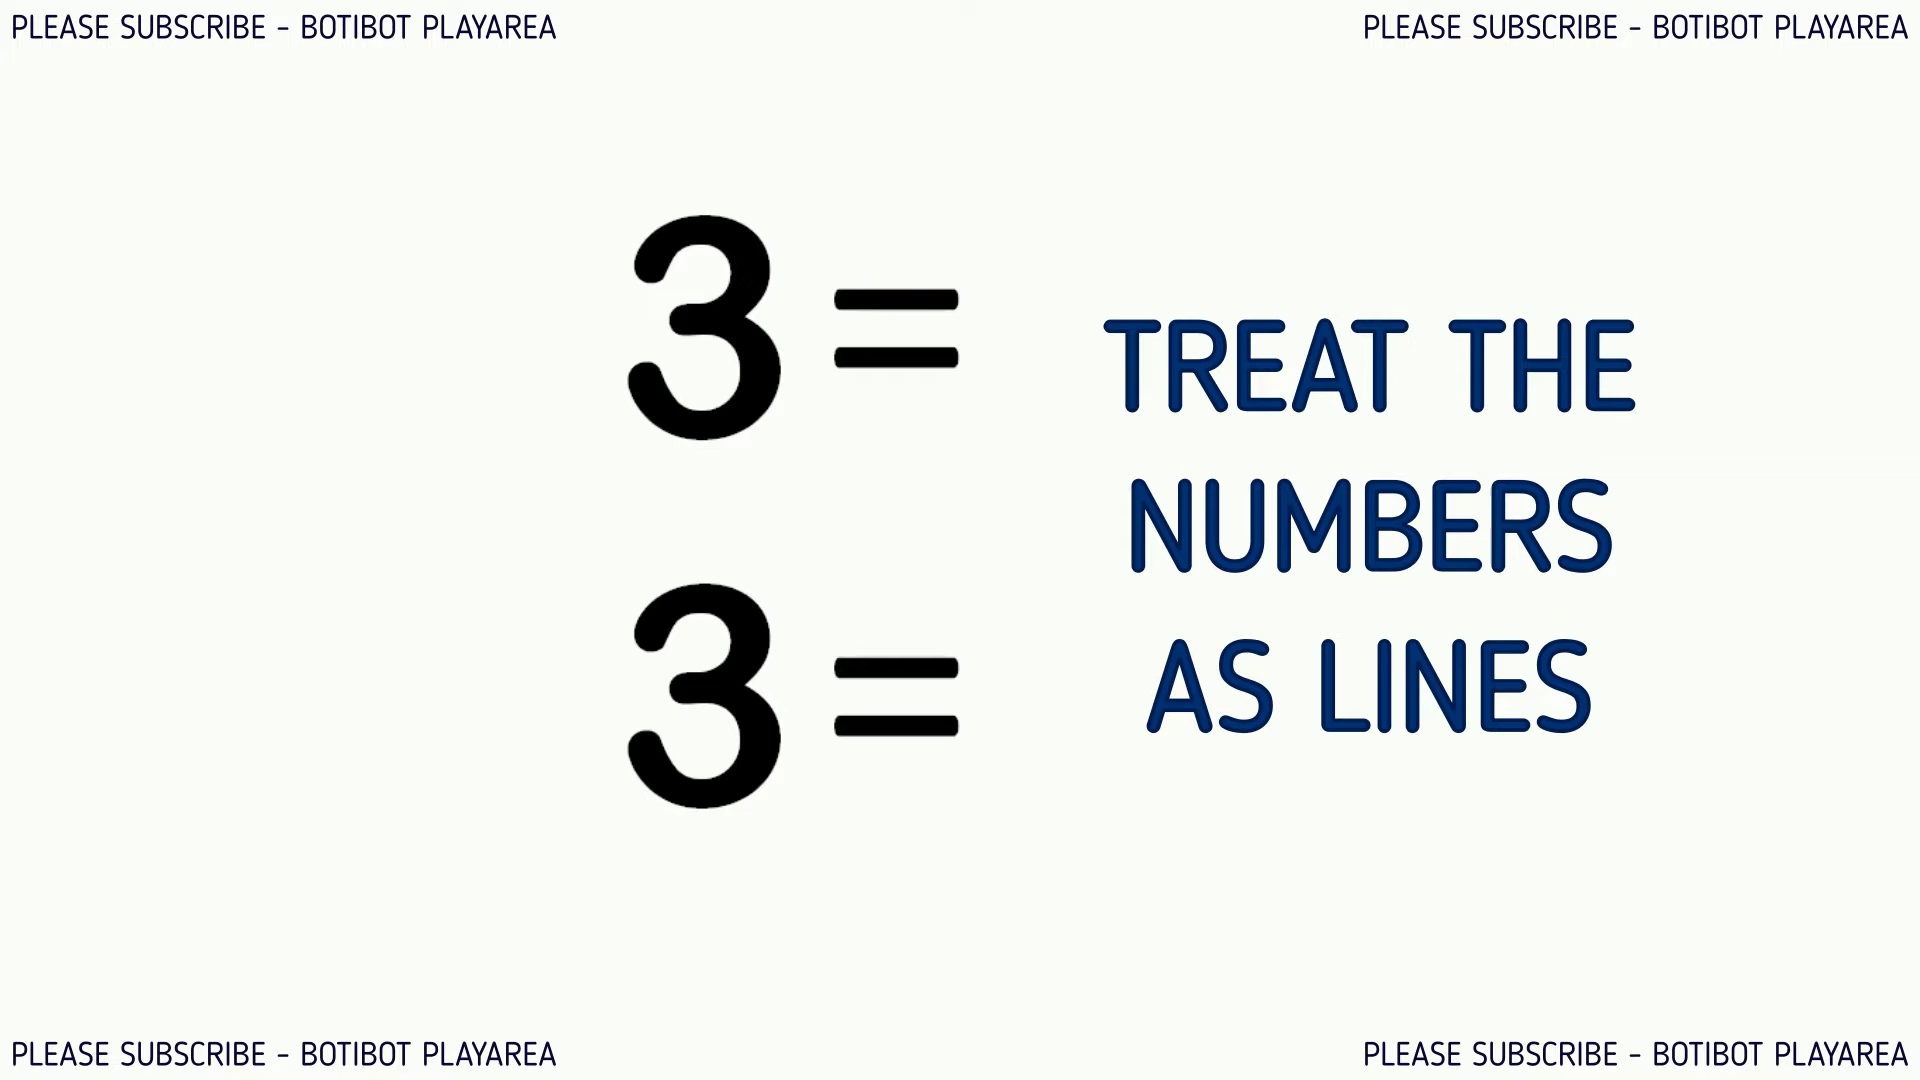 PLEASE SUBSCRIBE - BOTIBOT PLAYAREA
PLEASE SUBSCRIBE - BOTIBOT PLAYAREA
3=
3=
TREAT THE
NUMBERS
AS LINES
PLEASE SUBSCRIBE - BOTIBOT PLAYAREA
PLEASE SUBSCRIBE - BOTIBOT PLAYAREA